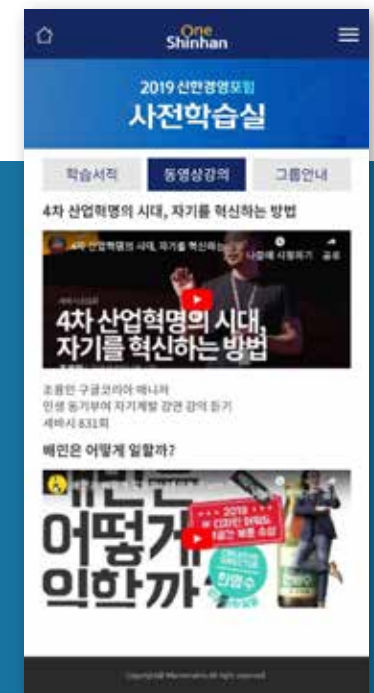 One
Shinhan
2019 신한경영포럼
사전학습실
학습서적
동영상강의
그룹안내
4차 산업혁명의 시대, 자기를 혁신하는 방법
4차 산업혁명의 시대, 자기를 혁신하는
나중에 시청하기 공유
4차 산업혁명의 시대,
자기를 혁신하는 방법
조용민 구글코리아 매니저
인생 동기부여 자기계발 강연 강의 듣기
세바시 831회
배민은 어떻게 일할까?
어떻게
일할까
2018
한명수